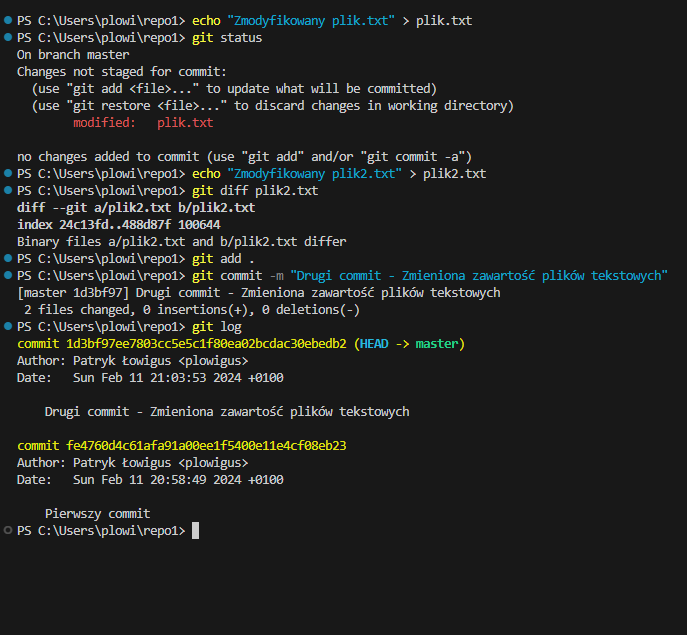 PS C:\Users\plowi\repo1> echo "Zmodyfikowany plik.txt" > plik.txt
PS C:\Users\plowi\repo1> git status
On branch master
Changes not staged for commit:
  (use "git add <file>..." to update what will be committed)
  (use "git restore <file>..." to discard changes in working directory)
        modified:   plik.txt

no changes added to commit (use "git add" and/or "git commit -a")
PS C:\Users\plowi\repo1> echo "Zmodyfikowany plik2.txt" > plik2.txt
PS C:\Users\plowi\repo1> git diff plik2.txt
diff --git a/plik2.txt b/plik2.txt
index 24c13fd..488d87f 100644
Binary files a/plik2.txt and b/plik2.txt differ
PS C:\Users\plowi\repo1> git add .
PS C:\Users\plowi\repo1> git commit -m "Drugi commit - Zmieniona zawartość plików tekstowych"
[master 1d3bf97] Drugi commit - Zmieniona zawartość plików tekstowych
 2 files changed, 0 insertions(+), 0 deletions(-)
PS C:\Users\plowi\repo1> git log
commit 1d3bf97ee7803cc5e5c1f80ea02bcdac30ebedb2 (HEAD -> master)
Author: Patryk Łowigus <plowigus>
Date:   Sun Feb 11 21:03:53 2024 +0100

    Drugi commit - Zmieniona zawartość plików tekstowych

commit fe4760d4c61afa91a00ee1f5400e11e4cf08eb23
Author: Patryk Łowigus <plowigus>
Date:   Sun Feb 11 20:58:49 2024 +0100

    Pierwszy commit
PS C:\Users\plowi\repo1>